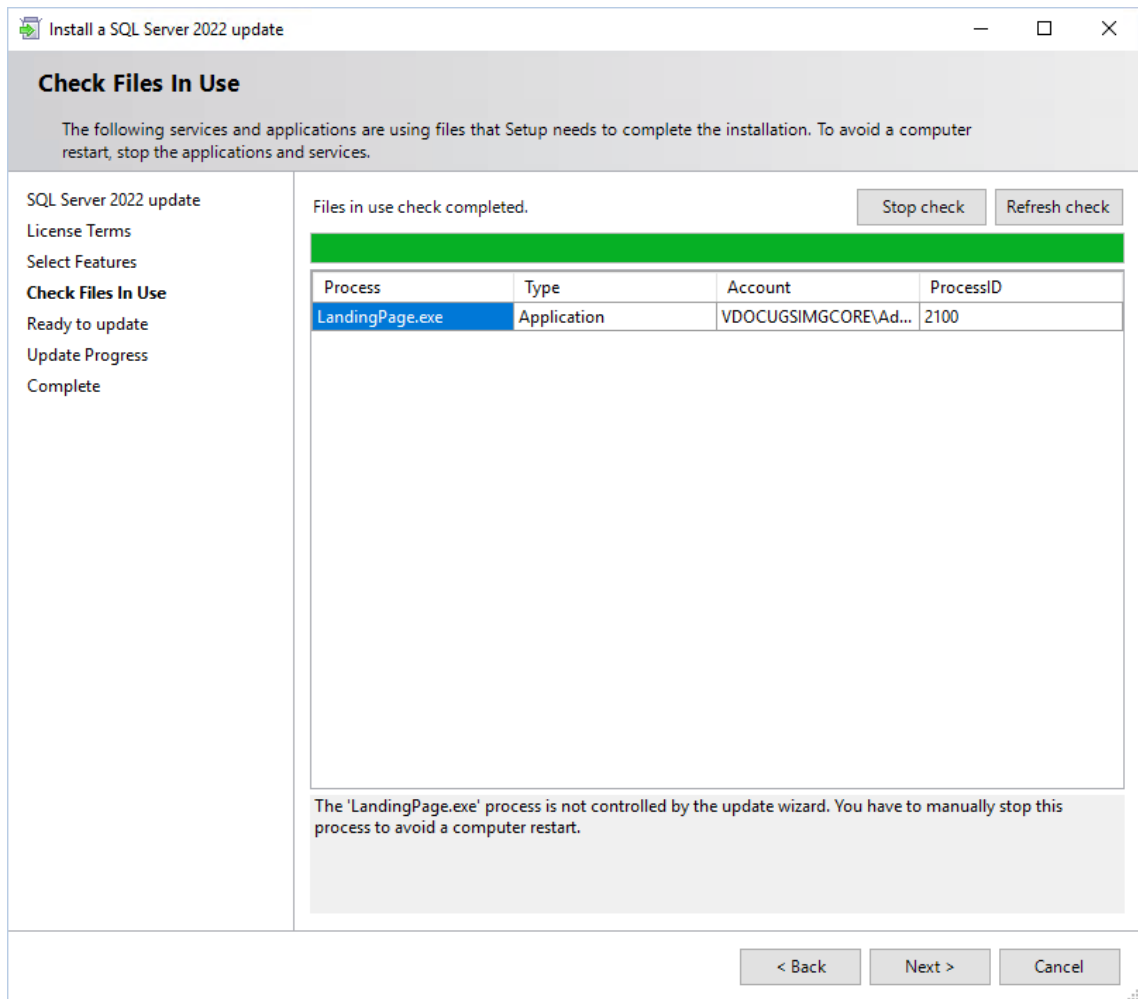 Install a SQL Server 2022 update
Check Files In Use
The following services and applications are using files that Setup needs to complete the installation. To avoid a computer
restart, stop the applications and services.
SQL Server 2022 update
License Terms
Select Features
Check Files In Use
Ready to update
Update Progress
Complete
Files in use check completed.
Stop check
Refresh check
Process Type Account ProcessID
LandingPage.exe Application VDOCUGSIMGCORE\Ad... 2100
The 'LandingPage.exe' process is not controlled by the update wizard. You have to manually stop this
process to avoid a computer restart.
< Back
Next >
Cancel